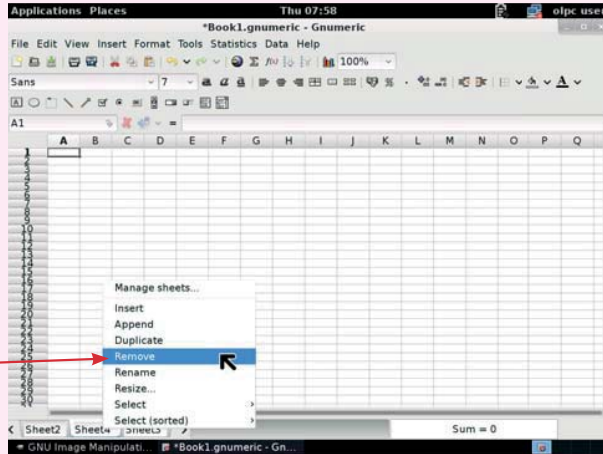 Applications Places Thu 07:58 olpc user
*Book1.gnumeric - Gnumeric
File Edit View Insert Format Tools Statistics Data Help
100%
Sans 7
A1 =
A B C D E F G H I J K L M N O P Q
1
2
3
4
5
6
7
8
9
10
11
12
13
14
15
16
17
18
19
20
21
22
23
24
25
26
27
28
29
30
Manage sheets...
Insert
Append
Duplicate
Remove
Rename
Resize...
Select
Select (sorted)
Sheet2 Sheet4 Sheet3 Sum = 0
GNU Image Manipulati... *Book1.gnumeric - Gn...